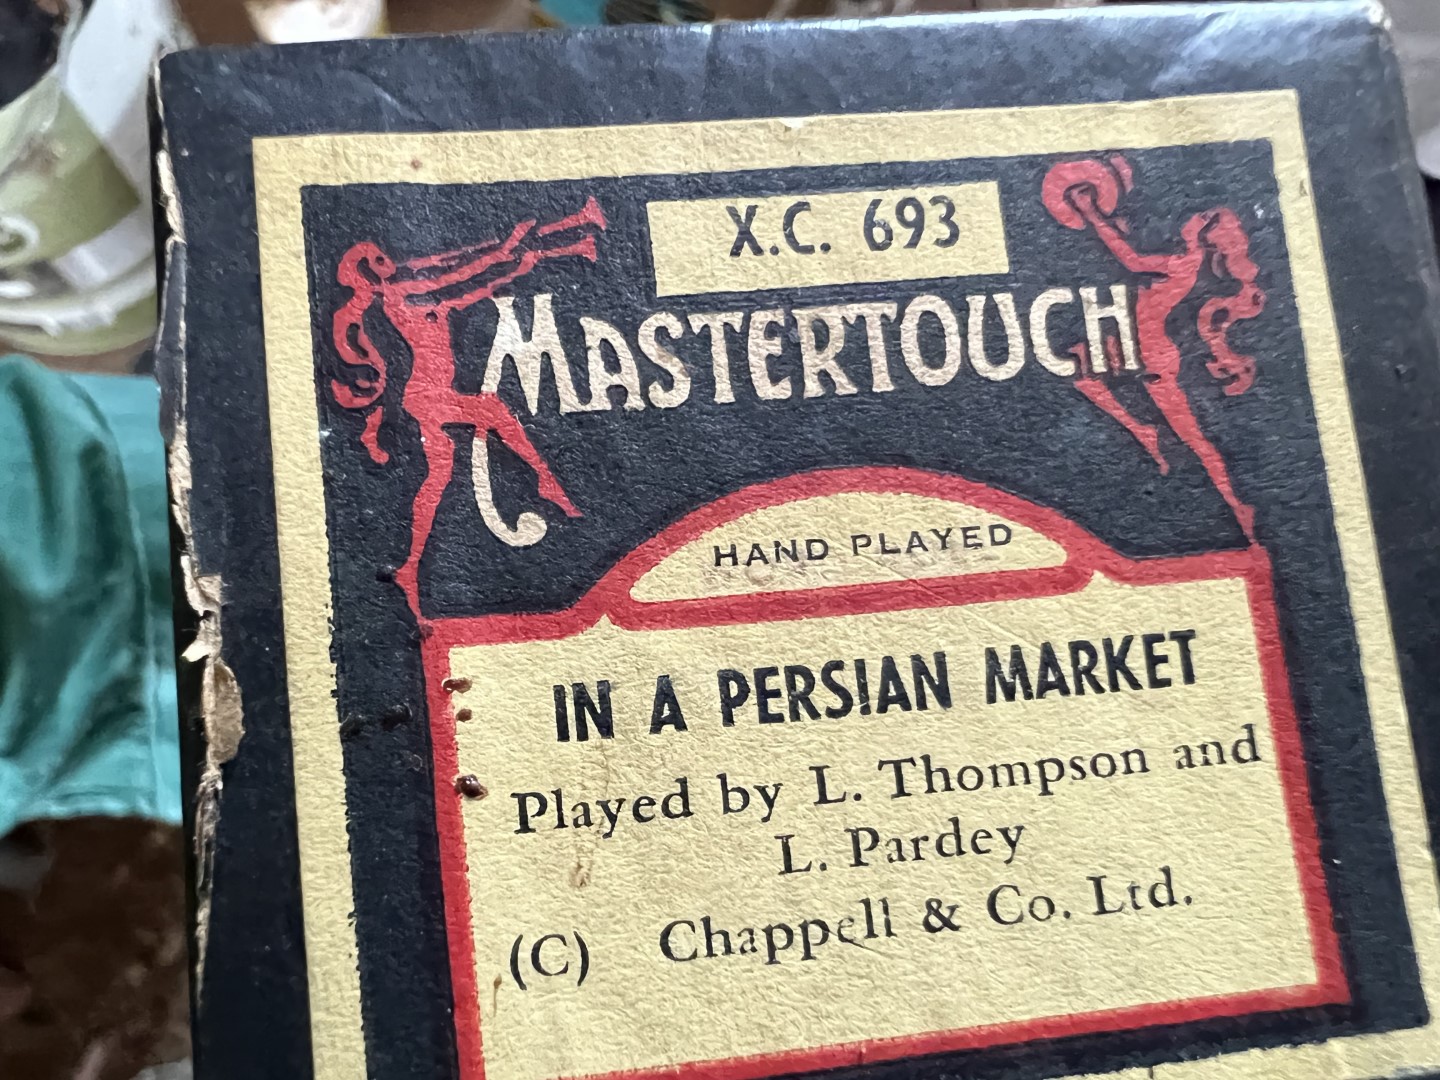 X.C. 693
MASTERTOUCH
HAND PLAYED
IN A PERSIAN MARKET
Played by L. Thompson and
L. Pardey
(C) Chappell & Co. Ltd.